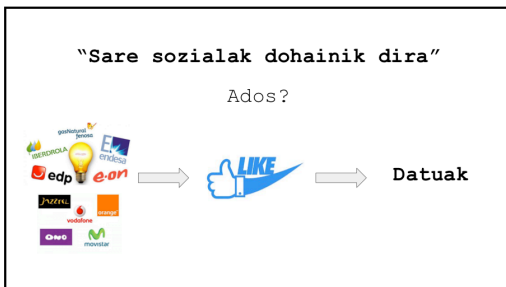 “Sare sozialak dohainik dira”
Ados?
gasNatural
fenosa
IBERDROLA
endesa
edp
e-on
LIKE
Datuak
JAZZTEL
orange
vodafone
ONO
movistar